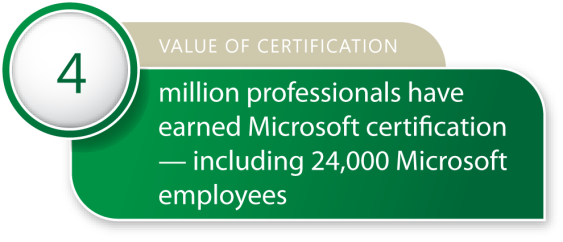 VALUE OF CERTIFICATION
4
million professionals have
earned Microsoft certification
— including 24,000 Microsoft
employees